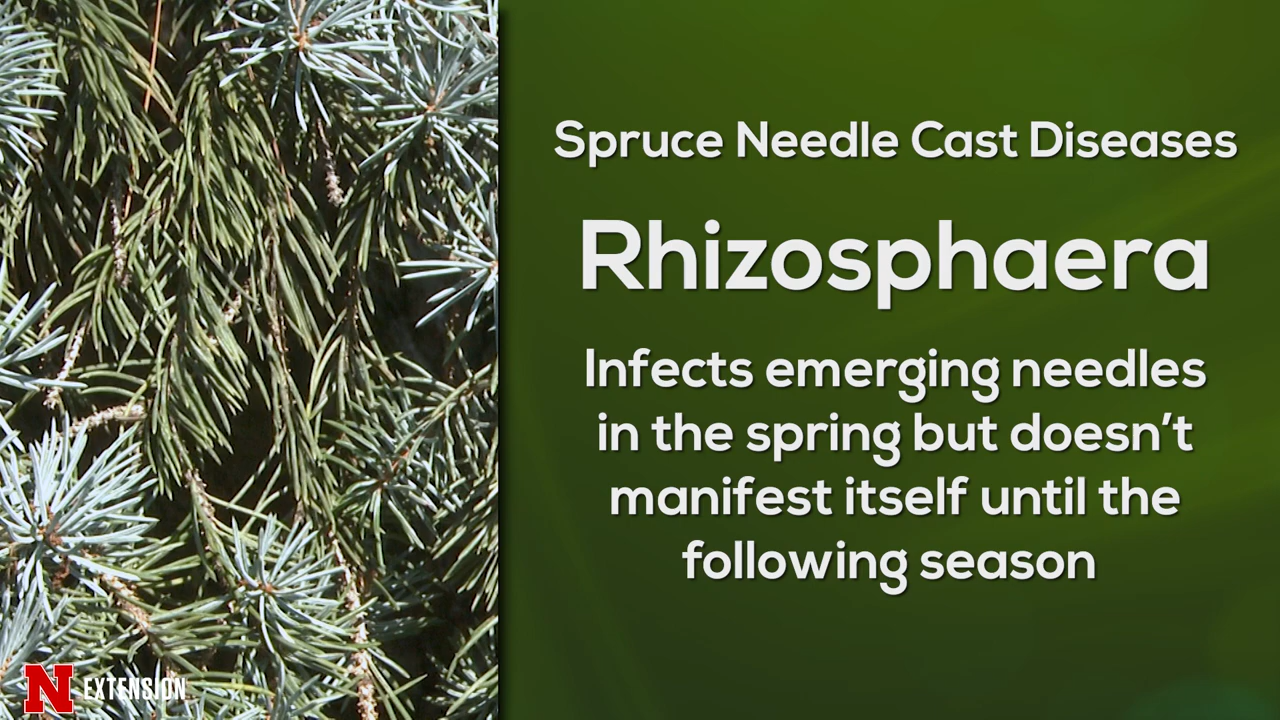 Spruce Needle Cast Diseases
Rhizosphaera
Infects emerging needles
in the spring but doesn't
manifest itself until the
following season
N EXTENSION